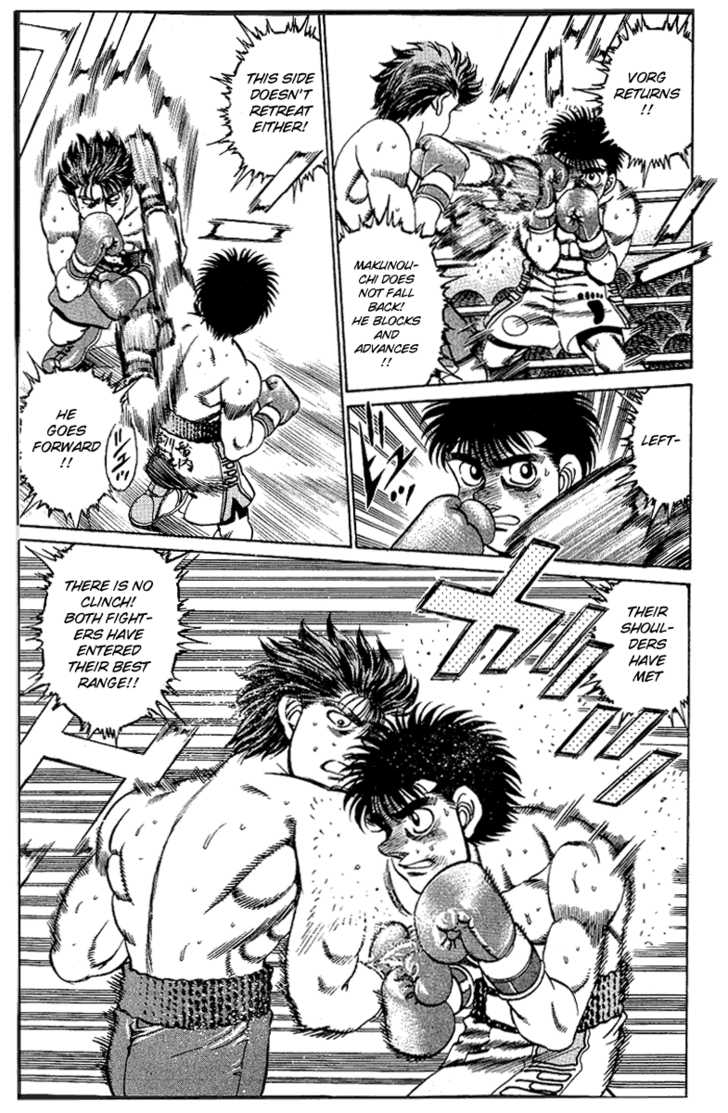 VORG
RETURNS
!!
MAKUNOU-
CHI DOES
NOT FALL
BACK!
HE BLOCKS
AND
ADVANCES
!!
LEFT-
THIS SIDE
DOESN'T
RETREAT
EITHER!
HE
GOES
FORWARD
!!
THEIR
SHOUL-
DERS
HAVE
MET
THERE IS NO
CLINCH!
BOTH FIGHT-
ERS HAVE
ENTERED
THEIR BEST
RANGE!!